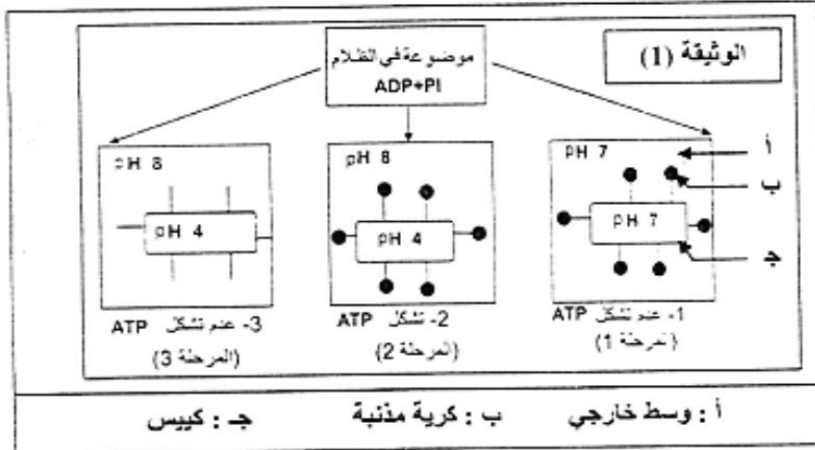 الوثيقة (1)
موضوعة في الظلام
ADP+PI
pH 7
pH 7
أ
ب
جـ
1- عدم تشكل ATP
(المرحلة 1)
pH 8
pH 4
2- تشكل ATP
(المرحلة 2)
pH 8
pH 4
3- عدم تشكل ATP
(المرحلة 3)
أ : وسط خارجي ب : كرية مذنبة جـ : كييس